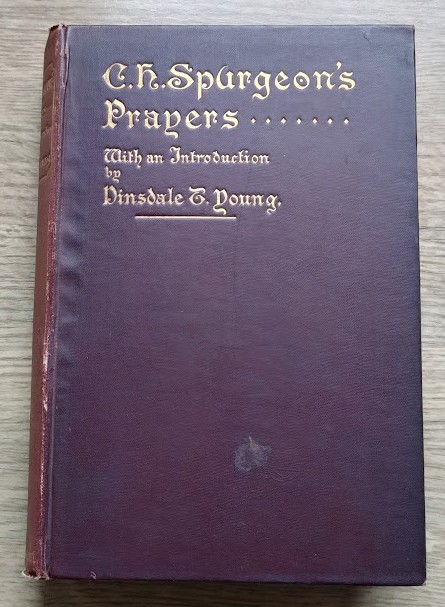 C.H.Spurgeon's
Prayers .......
With an Introduction
by
Dinsdale T. Young.